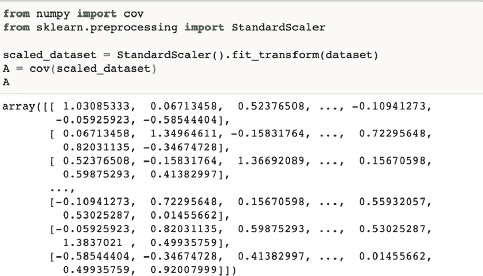 from numpy import cov
from sklearn.preprocessing import StandardScaler
scaled_dataset = StandardScaler().fit_transform(dataset)
A = cov(scaled_dataset)
A
array([[ 1.03085333,  0.06713458,  0.52376508, ..., -0.10941273,
        -0.05925923, -0.58544404],
       [ 0.06713458,  1.34964611, -0.15831764, ...,  0.72295648,
         0.82031135, -0.34674728],
       [ 0.52376508, -0.15831764,  1.36692089, ...,  0.15670598,
         0.59875293,  0.41382997],
       ...,
       [-0.10941273,  0.72295648,  0.15670598, ...,  0.55932057,
         0.53025287,  0.01455662],
       [-0.05925923,  0.82031135,  0.59875293, ...,  0.53025287,
         1.3837021 ,  0.49935759],
       [-0.58544404, -0.34674728,  0.41382997, ...,  0.01455662,
         0.49935759,  0.92007999]])